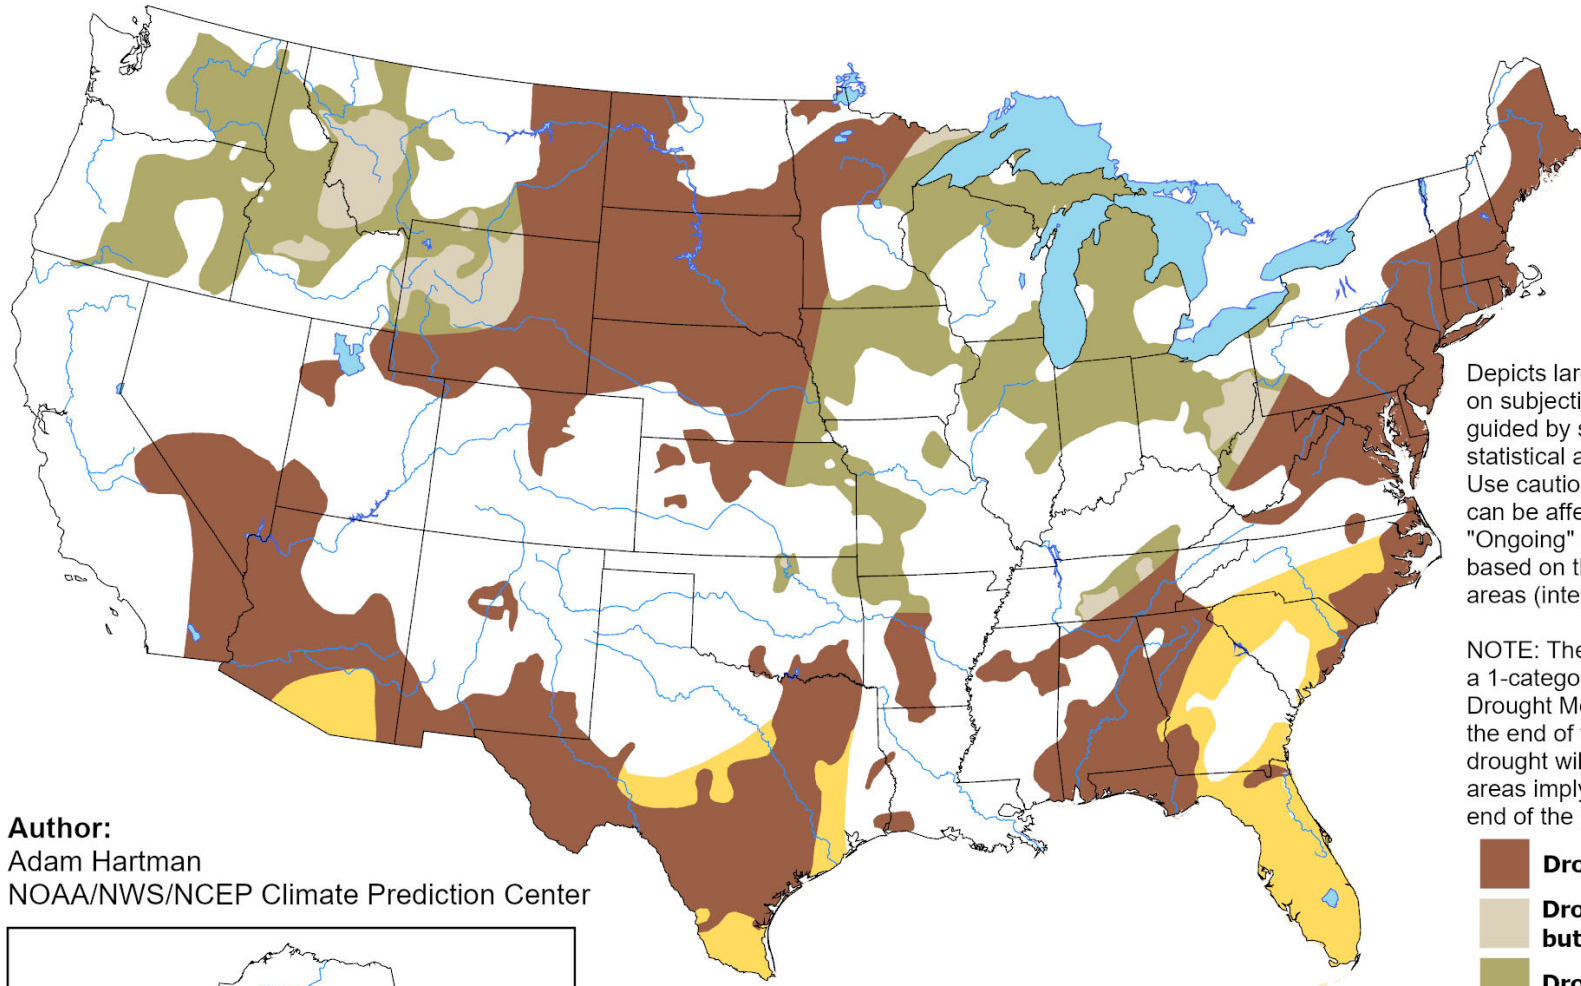 Depicts lar
on subjecti
guided by s
statistical a
Use cautio
can be affe
"Ongoing"
based on th
areas (inte
NOTE: The
a 1-catego
Drought Mo
the end of
drought wil
areas imply
end of the
Author:
Adam Hartman
NOAA/NWS/NCEP Climate Prediction Center
Dro
Dro
but
Dro